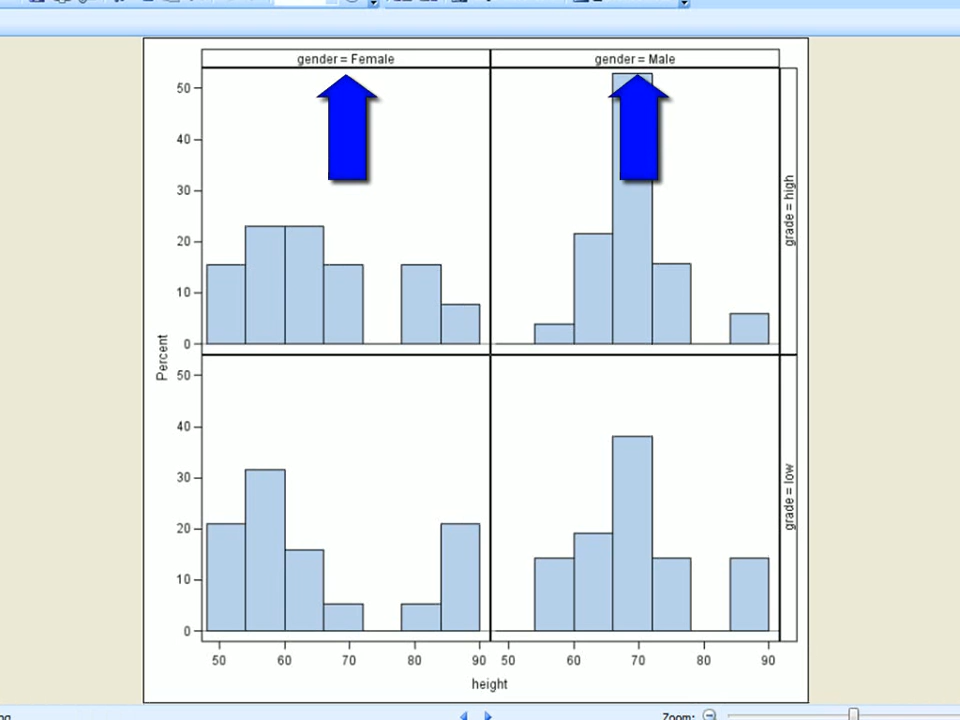 gender = Female
gender = Male
50
40
30
20
10
0
grade = high
Percent
50
40
30
20
10
0
grade = low
50 60 70 80 90 50 60 70 80 90
height
Zoom: